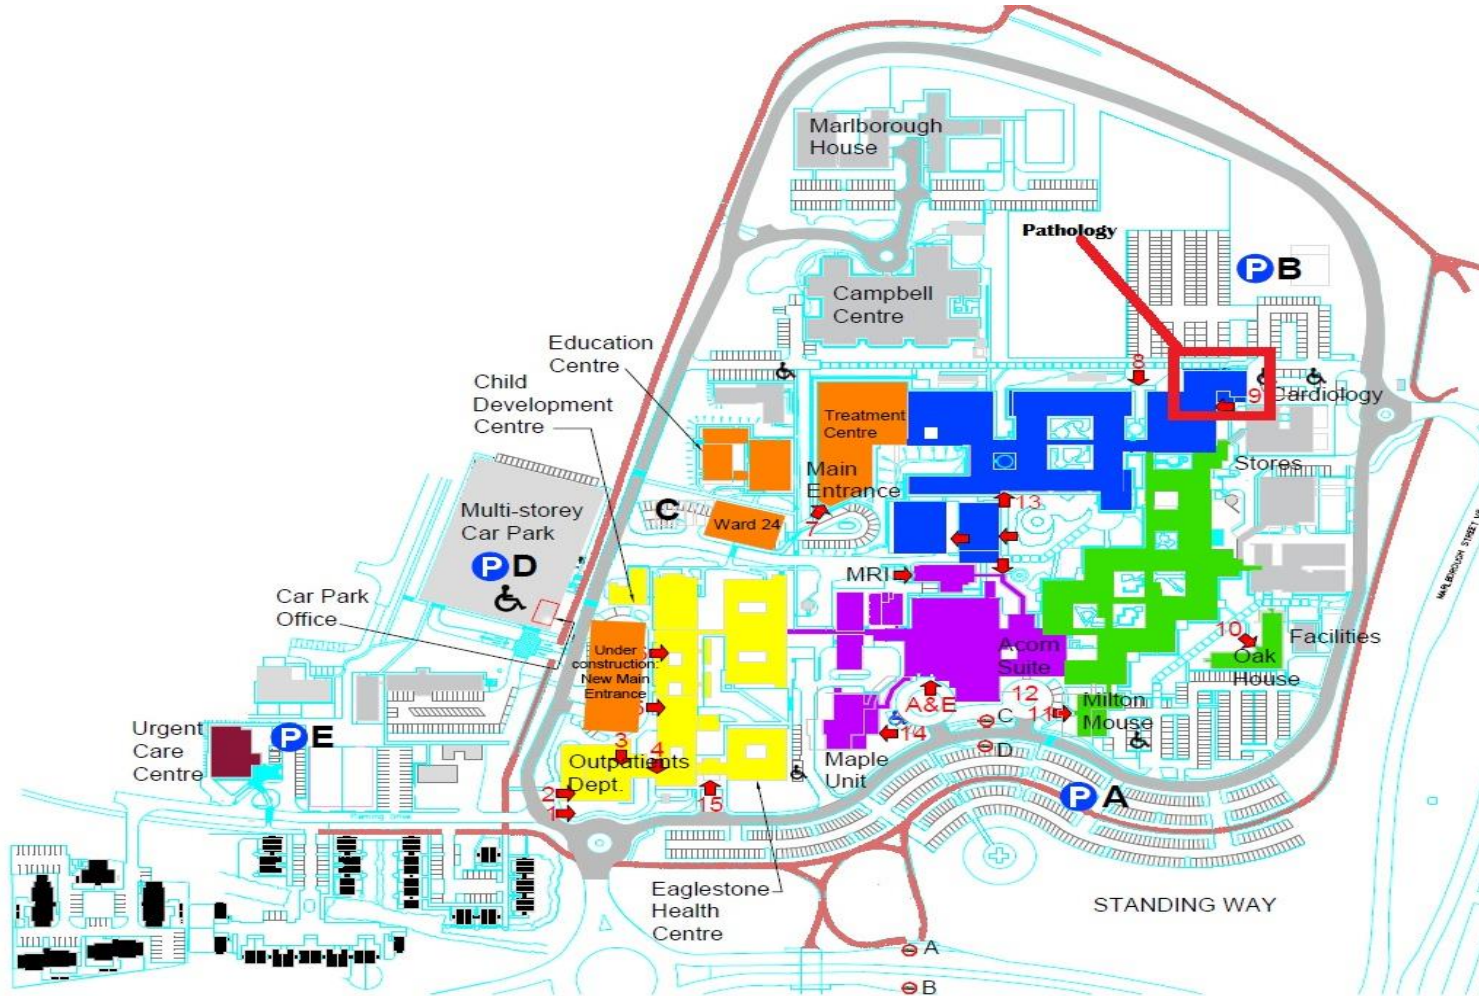 Marlborough
House
Pathology
P B
Campbell
Centre
Education
Centre
Child
Development
Centre
8
9
Cardiology
Treatment
Centre
Main
Entrance
7
Stores
Multi-storey
Car Park
P D
C
Ward 24
13
MRI
MARLBOROUGH STREET
Car Park
Office
Under
construction:
New Main
Entrance
Acorn
Suite
10
Oak
House
Facilities
A&E
12
11
Milton
Mouse
C
D
14
Maple
Unit
Urgent
Care
Centre
P E
3
4
Outpatients
Dept.
2
1
15
P A
Eaglestone
Health
Centre
STANDING WAY
A
B